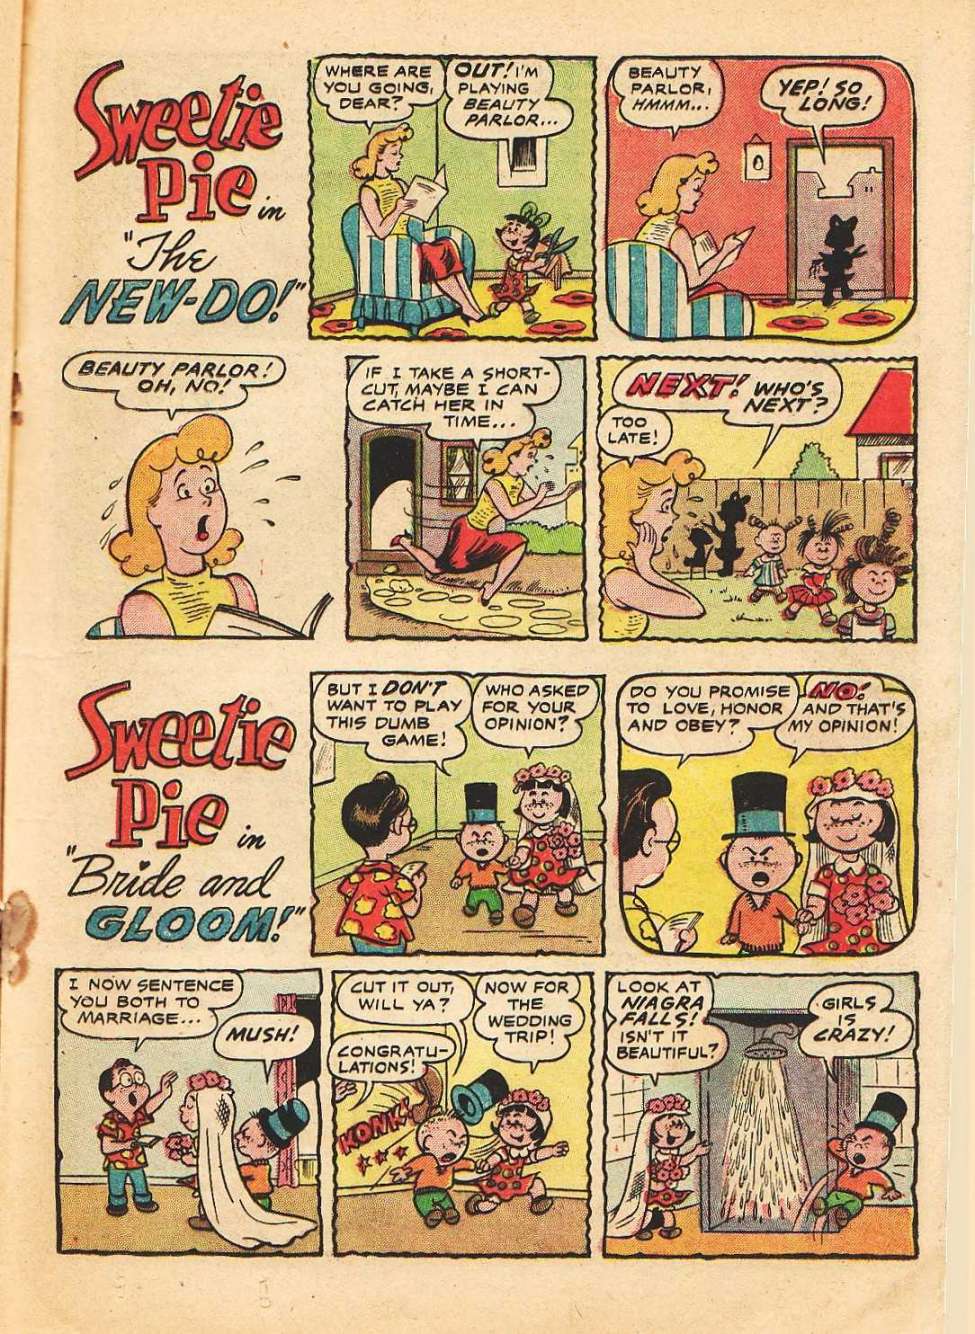 Sweetie
Pie in
"The
NEW-DO!"
WHERE ARE
YOU GOING,
DEAR?
OUT! I'M
PLAYING
BEAUTY
PARLOR...
BEAUTY
PARLOR,
HMMM...
YEP! SO
LONG!
BEAUTY PARLOR!
OH, NO!
IF I TAKE A SHORT-
CUT, MAYBE I CAN
CATCH HER IN
TIME...
NEXT! WHO'S
NEXT?
TOO
LATE!
Sweetie
Pie in
"Bride and
GLOOM!"
BUT I DON'T
WANT TO PLAY
THIS DUMB
GAME!
WHO ASKED
FOR YOUR
OPINION?
DO YOU PROMISE
TO LOVE, HONOR
AND OBEY?
NO!
AND THAT'S
MY OPINION!
I NOW SENTENCE
YOU BOTH TO
MARRIAGE...
MUSH!
CUT IT OUT,
WILL YA?
CONGRATU-
LATIONS!
KONK!
NOW FOR
THE
WEDDING
TRIP!
LOOK AT
NIAGRA
FALLS!
ISN'T IT
BEAUTIFUL?
GIRLS
IS
CRAZY!